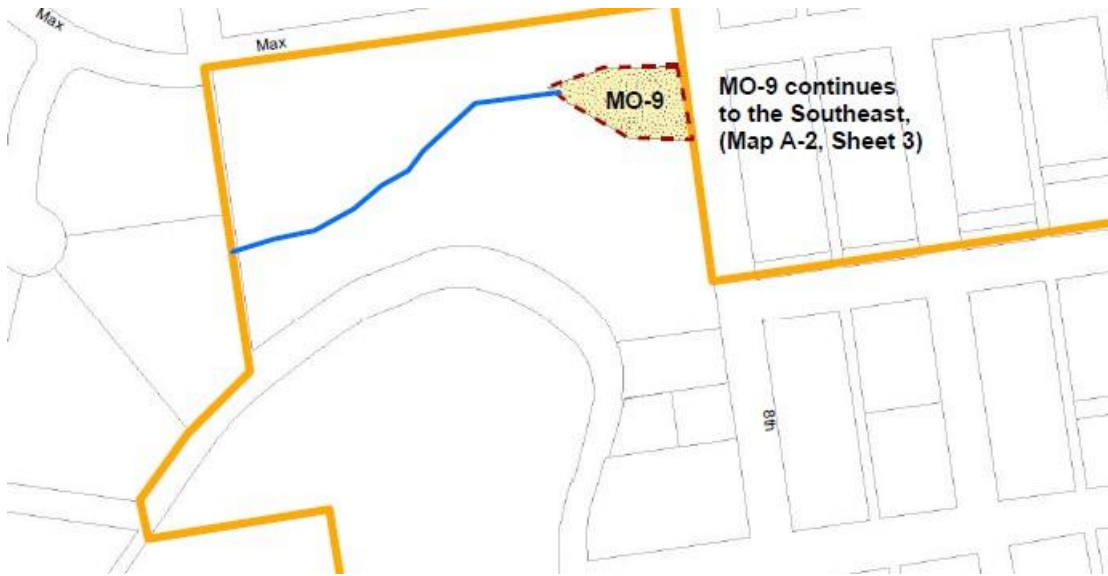 Max
Max
MO-9
MO-9 continues
to the Southeast,
(Map A-2, Sheet 3)
8th